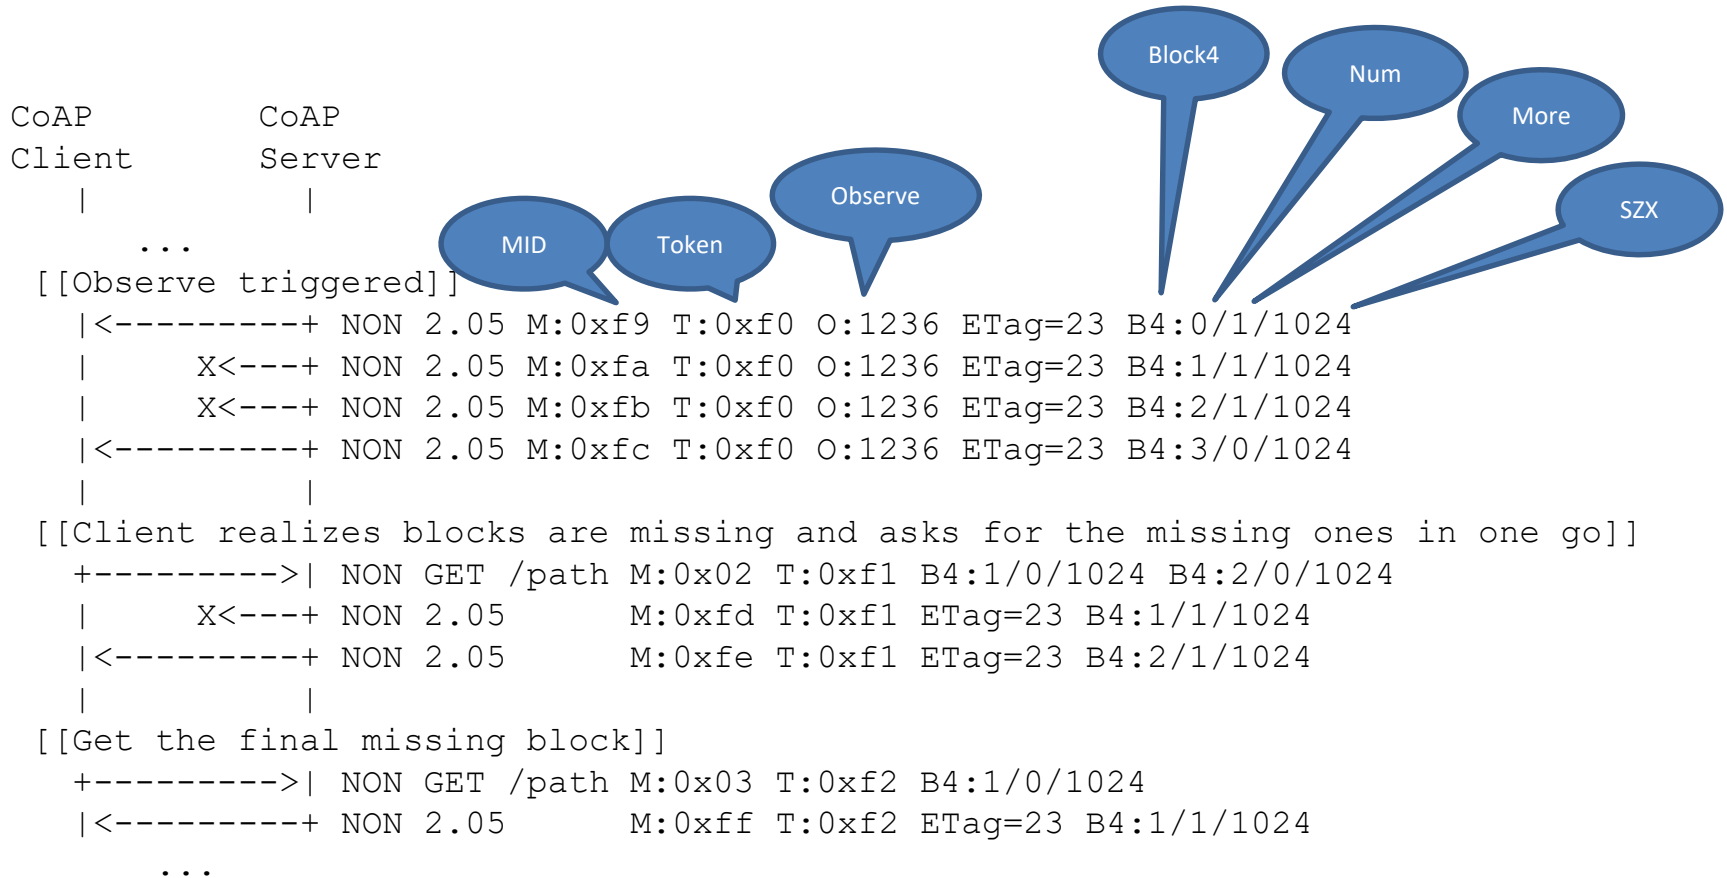 Block4
Num
More
CoAP CoAP
Client Server
Observe
SZX
| |
MID Token
...
[[Observe triggered]]
|<---------+ NON 2.05 M:0xf9 T:0xf0 O:1236 ETag=23 B4:0/1/1024
| X<---+ NON 2.05 M:0xfa T:0xf0 O:1236 ETag=23 B4:1/1/1024
| X<---+ NON 2.05 M:0xfb T:0xf0 O:1236 ETag=23 B4:2/1/1024
|<---------+ NON 2.05 M:0xfc T:0xf0 O:1236 ETag=23 B4:3/0/1024
| |
[[Client realizes blocks are missing and asks for the missing ones in one go]]
+--------->| NON GET /path M:0x02 T:0xf1 B4:1/0/1024 B4:2/0/1024
| X<---+ NON 2.05 M:0xfd T:0xf1 ETag=23 B4:1/1/1024
|<---------+ NON 2.05 M:0xfe T:0xf1 ETag=23 B4:2/1/1024
| |
[[Get the final missing block]]
+--------->| NON GET /path M:0x03 T:0xf2 B4:1/0/1024
|<---------+ NON 2.05 M:0xff T:0xf2 ETag=23 B4:1/1/1024
...